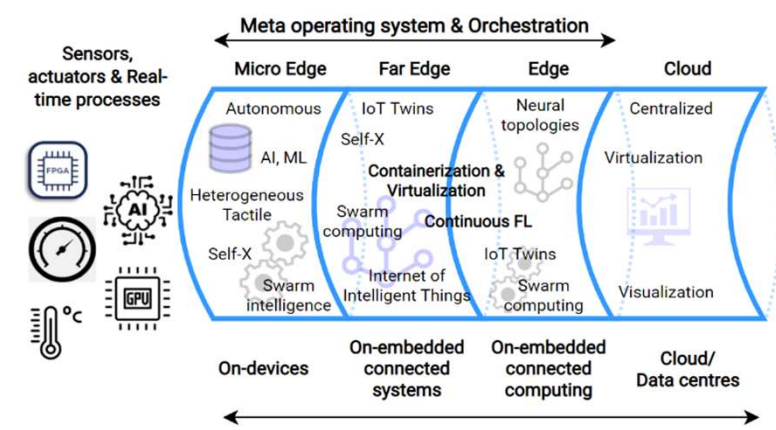 Meta operating system & Orchestration
Sensors,
actuators & Real-
time processes
Micro Edge
Far Edge
Edge
Cloud
FPGA
AI
GPU
°C
Autonomous
AI, ML
Heterogeneous
Tactile
Self-X
Swarm
intelligence
IoT Twins
Self-X
Containerization &
Virtualization
Swarm
computing
Continuous FL
Internet of
Intelligent Things
Neural
topologies
IoT Twins
Swarm
computing
Centralized
Virtualization
Visualization
On-devices
On-embedded
connected
systems
On-embedded
connected
computing
Cloud/
Data centres